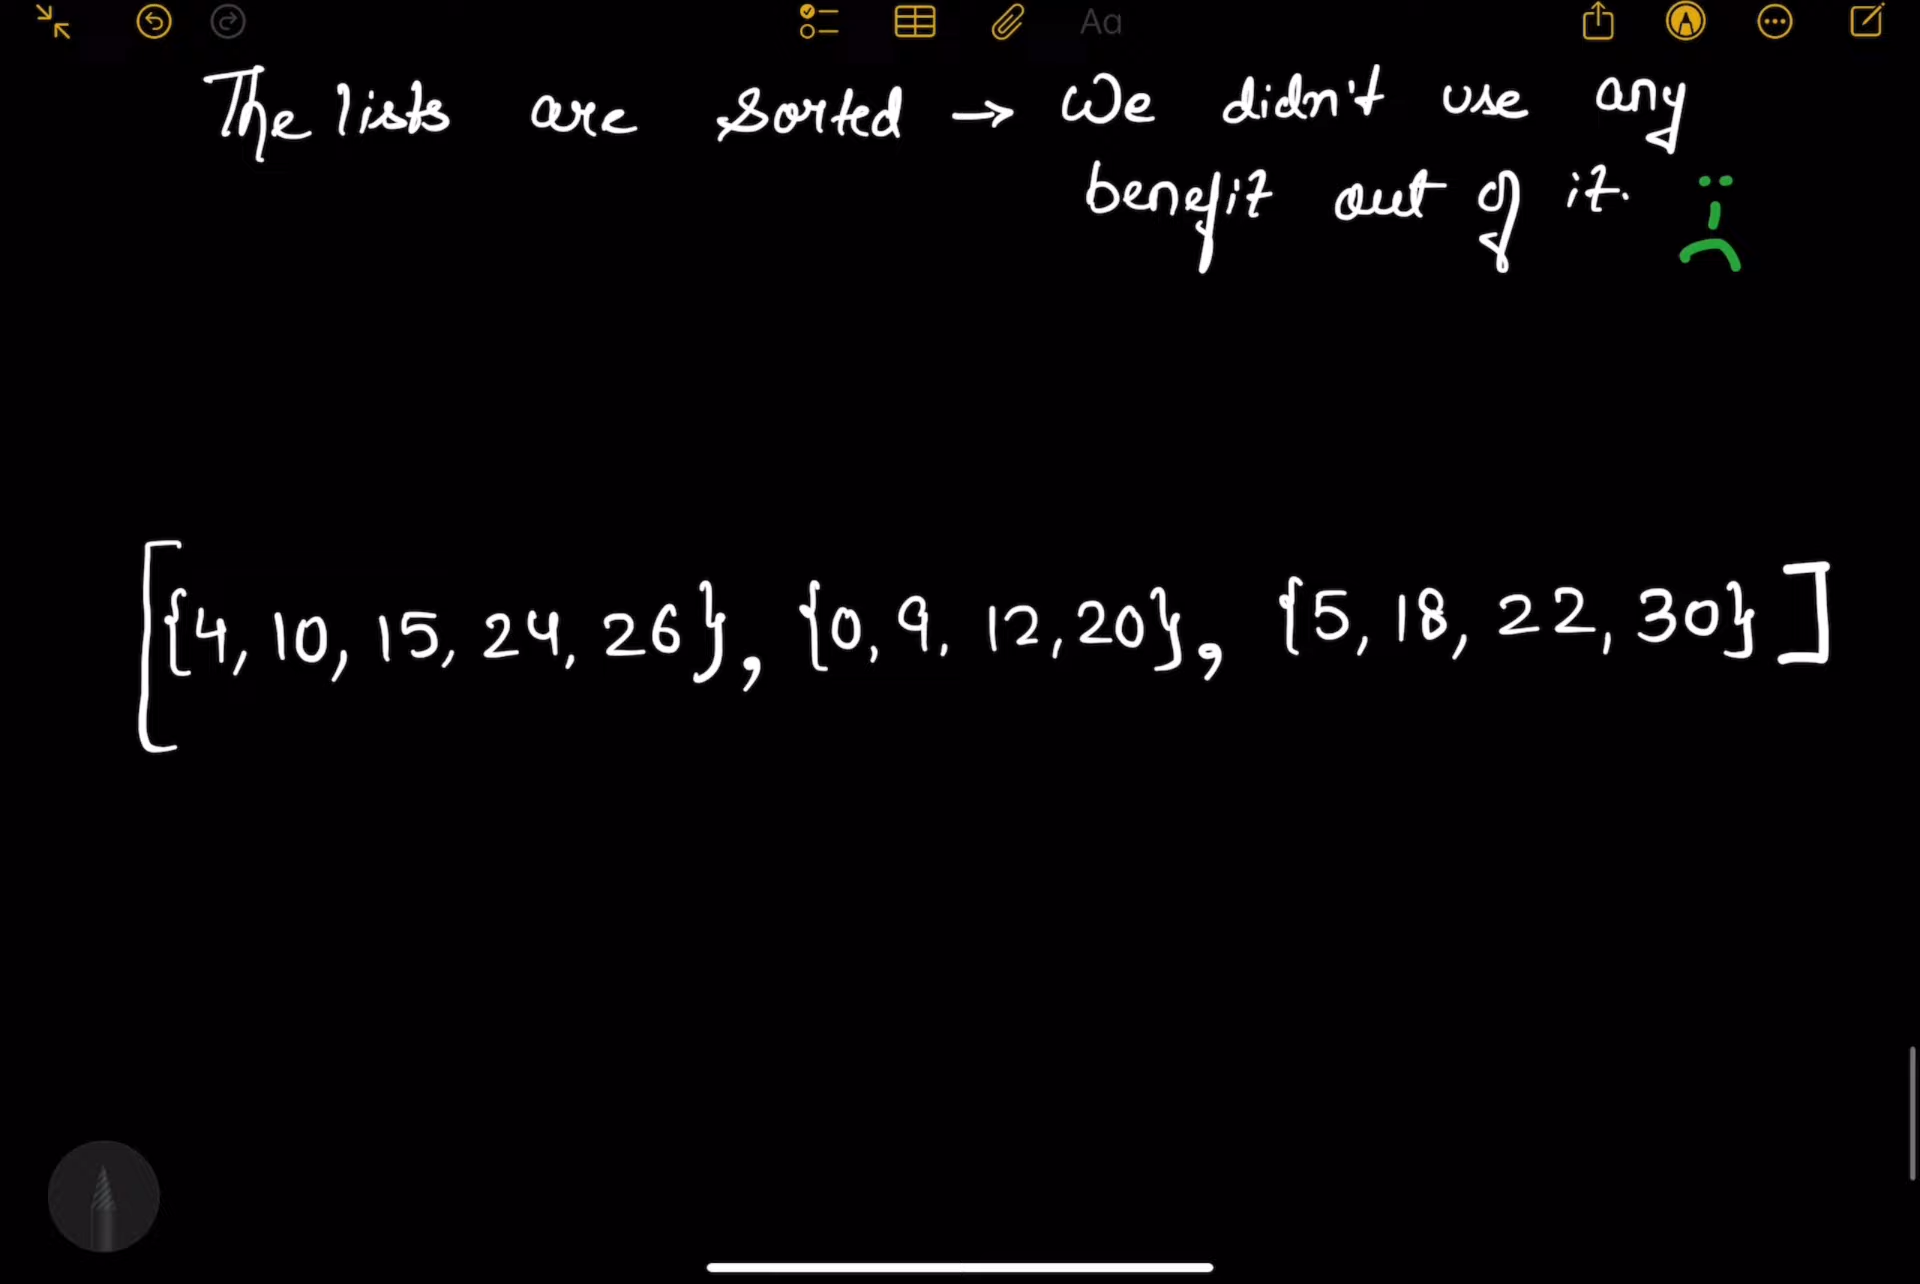 Aa
The lists are sorted → We didn't use any
benefit out of it.
[{4, 10, 15, 24, 26}, {0, 9, 12, 20}, {5, 18, 22, 30}]